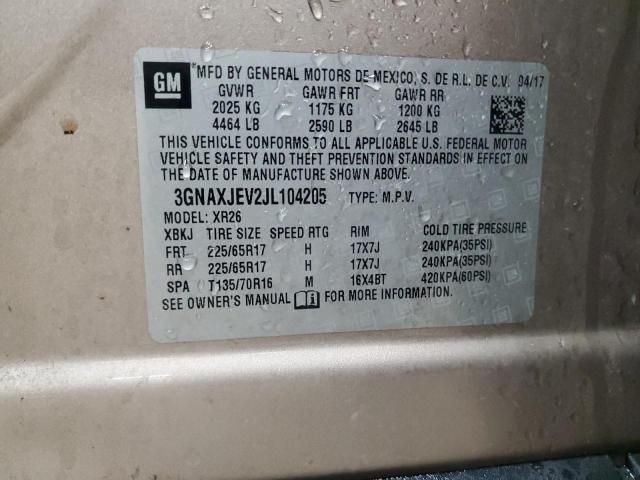 GM
*MFD BY GENERAL MOTORS DE MEXICO, S. DE R.L. DE C.V. 04/17
GVWR GAWR FRT GAWR RR
2025 KG 1175 KG 1200 KG
4464 LB 2590 LB 2645 LB
THIS VEHICLE CONFORMS TO ALL APPLICABLE U.S. FEDERAL MOTOR
VEHICLE SAFETY AND THEFT PREVENTION STANDARDS IN EFFECT ON
THE DATE OF MANUFACTURE SHOWN ABOVE.
3GNAXJEV2JL104205 TYPE: M.P.V.
MODEL: XR26
XBKJ TIRE SIZE SPEED RTG RIM COLD TIRE PRESSURE
FRT 225/65R17 H 17X7J 240KPA(35PSI)
RR 225/65R17 H 17X7J 240KPA(35PSI)
SPA T135/70R16 M 16X4BT 420KPA(60PSI)
SEE OWNER'S MANUAL FOR MORE INFORMATION.